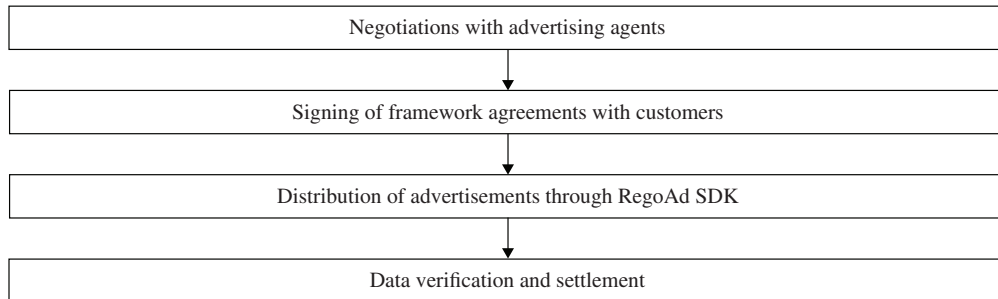 Negotiations with advertising agents
Signing of framework agreements with customers
Distribution of advertisements through RegoAd SDK
Data verification and settlement